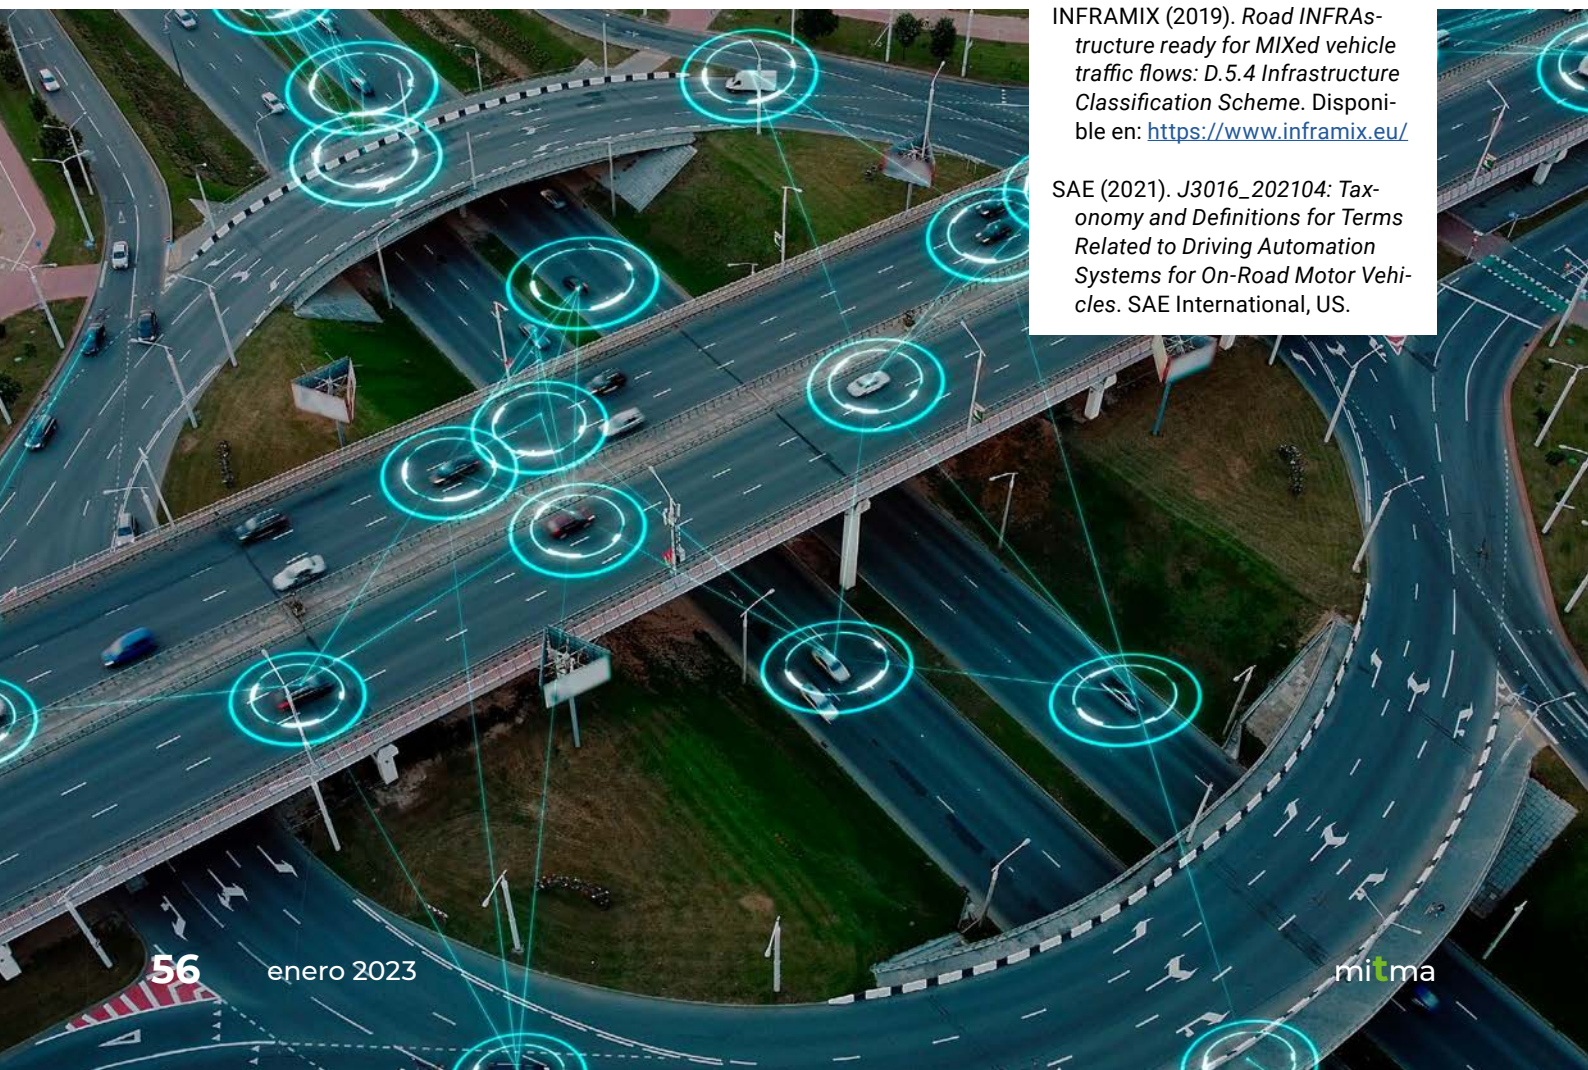 INFRAMIX (2019). Road INFRAs-
tructure ready for MIXed vehicle
traffic flows: D.5.4 Infrastructure
Classification Scheme. Disponi-
ble en: https://www.inframix.eu/
SAE (2021). J3016_202104: Tax-
onomy and Definitions for Terms
Related to Driving Automation
Systems for On-Road Motor Vehi-
cles. SAE International, US.
56 enero 2023 mitma